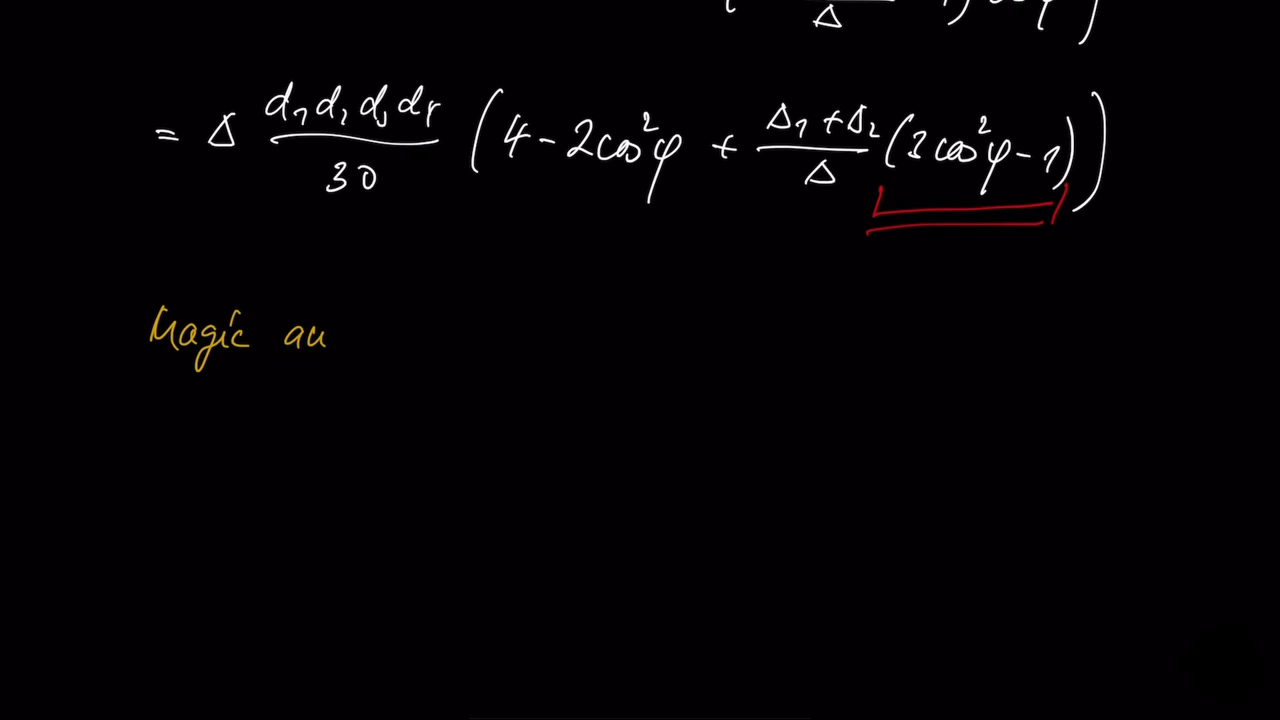 = Δ d₁d₂d₃d₄/30 (4 - 2cos²φ + (Δ₁ + Δ₂)/Δ (3cos²φ - 1))
Magic an